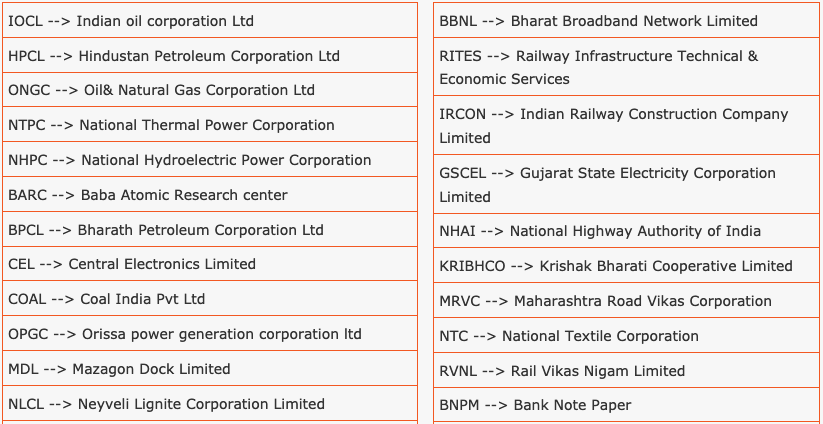 IOCL --> Indian oil corporation Ltd
HPCL --> Hindustan Petroleum Corporation Ltd
ONGC --> Oil& Natural Gas Corporation Ltd
NTPC --> National Thermal Power Corporation
NHPC --> National Hydroelectric Power Corporation
BARC --> Baba Atomic Research center
BPCL --> Bharath Petroleum Corporation Ltd
CEL --> Central Electronics Limited
COAL --> Coal India Pvt Ltd
OPGC --> Orissa power generation corporation ltd
MDL --> Mazagon Dock Limited
NLCL --> Neyveli Lignite Corporation Limited
BBNL --> Bharat Broadband Network Limited
RITES --> Railway Infrastructure Technical &
Economic Services
IRCON --> Indian Railway Construction Company
Limited
GSCEL --> Gujarat State Electricity Corporation
Limited
NHAI --> National Highway Authority of India
KRIBHCO --> Krishak Bharati Cooperative Limited
MRVC --> Maharashtra Road Vikas Corporation
NTC --> National Textile Corporation
RVNL --> Rail Vikas Nigam Limited
BNPM --> Bank Note Paper